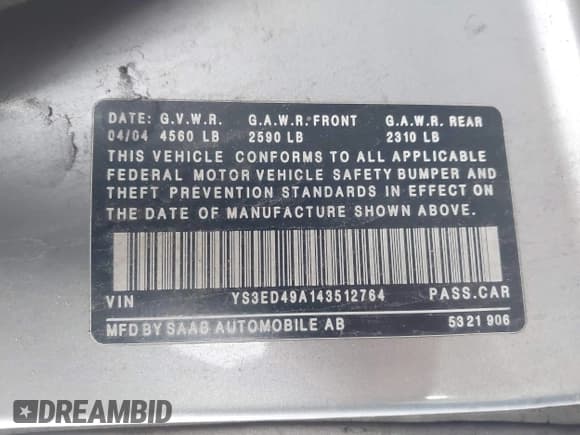 DATE: G.V.W.R. G.A.W.R. FRONT G.A.W.R. REAR
04/04 4560 LB 2590 LB 2310 LB
THIS VEHICLE CONFORMS TO ALL APPLICABLE
FEDERAL MOTOR VEHICLE SAFETY BUMPER AND
THEFT PREVENTION STANDARDS IN EFFECT ON
THE DATE OF MANUFACTURE SHOWN ABOVE.
VIN YS3ED49A143512764 PASS.CAR
MFD BY SAAB AUTOMOBILE AB 5321 906
DREAMBID